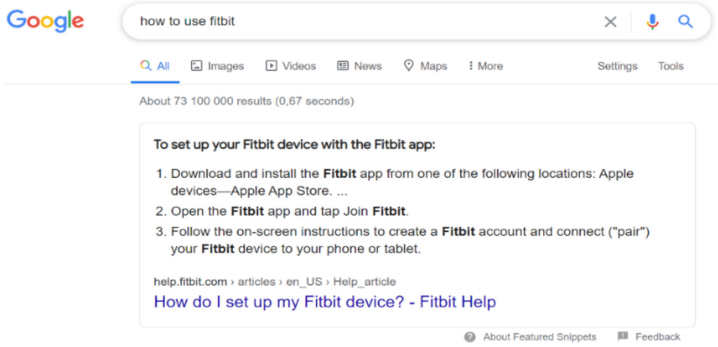 Google
how to use fitbit
All Images Videos News Maps More Settings Tools
About 73 100 000 results (0,67 seconds)
To set up your Fitbit device with the Fitbit app:
1. Download and install the Fitbit app from one of the following locations: Apple
devices—Apple App Store. ...
2. Open the Fitbit app and tap Join Fitbit.
3. Follow the on-screen instructions to create a Fitbit account and connect ("pair")
your Fitbit device to your phone or tablet.
help.fitbit.com › articles › en_US › Help_article
How do I set up my Fitbit device? - Fitbit Help
About Featured Snippets Feedback